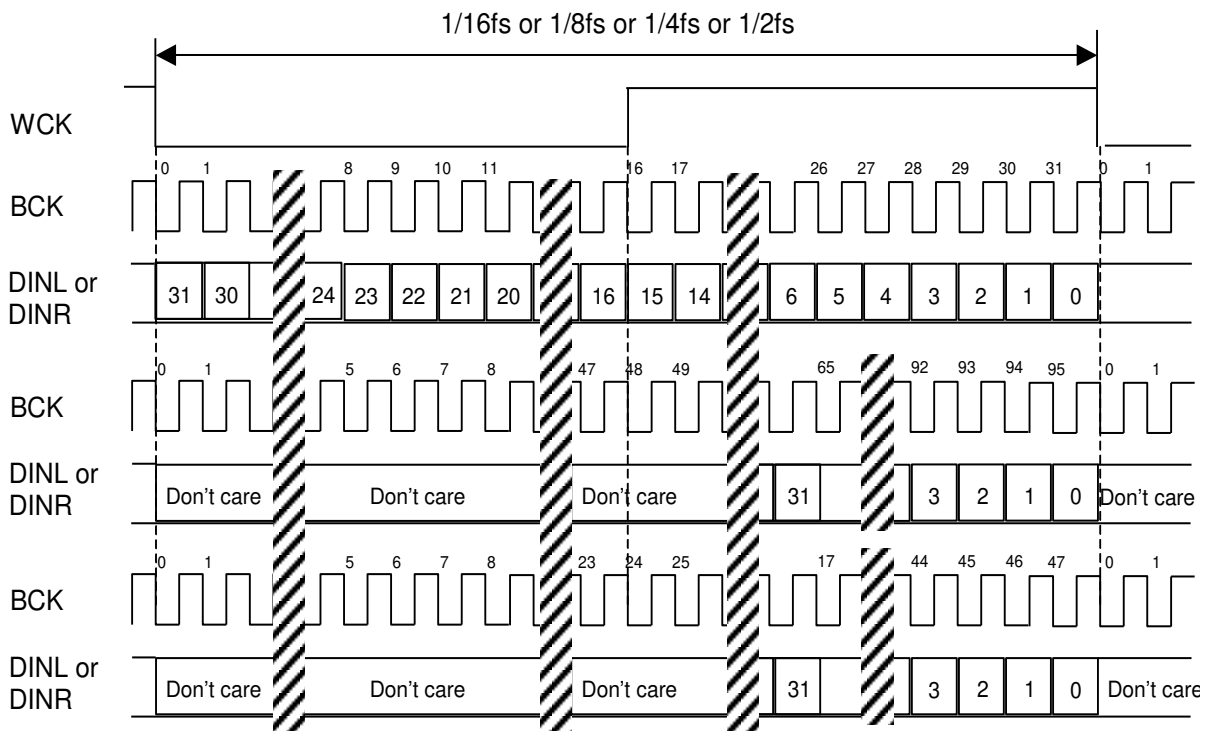 1/16fs or 1/8fs or 1/4fs or 1/2fs
WCK
0 1 8 9 10 11 16 17 26 27 28 29 30 31 0 1
BCK
DINL or
DINR
31 30 24 23 22 21 20 16 15 14 6 5 4 3 2 1 0
0 1 5 6 7 8 47 48 49 65 92 93 94 95 0 1
BCK
DINL or
DINR
Don't care Don't care Don't care 31 3 2 1 0 Don't care
0 1 5 6 7 8 23 24 25 17 44 45 46 47 0 1
BCK
DINL or
DINR
Don't care Don't care Don't care 31 3 2 1 0 Don't care